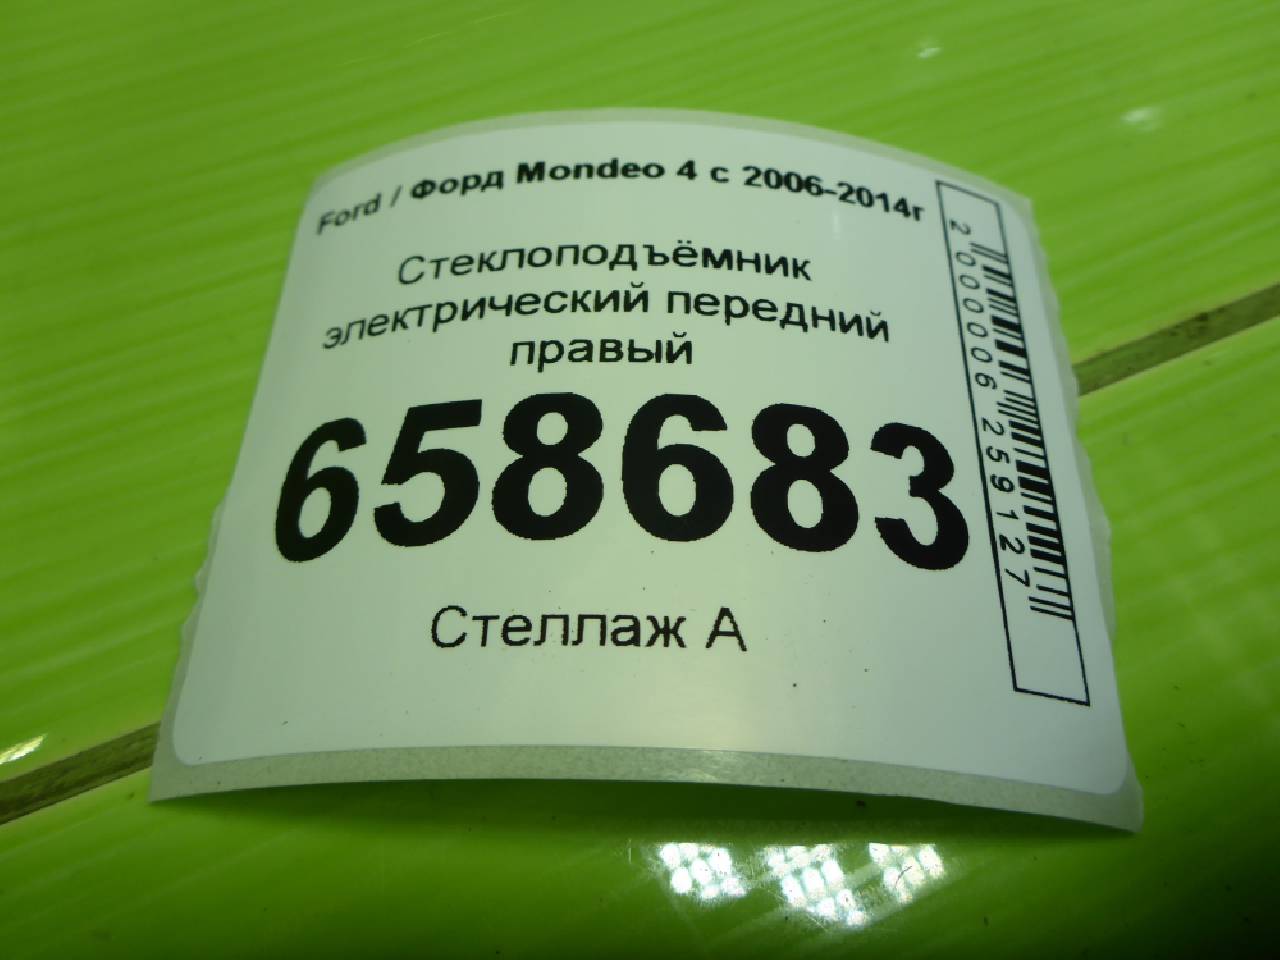 Ford / Форд Mondeo 4 с 2006-2014г
Стеклоподъёмник
электрический передний
правый
658683
Стеллаж А
2000006259127